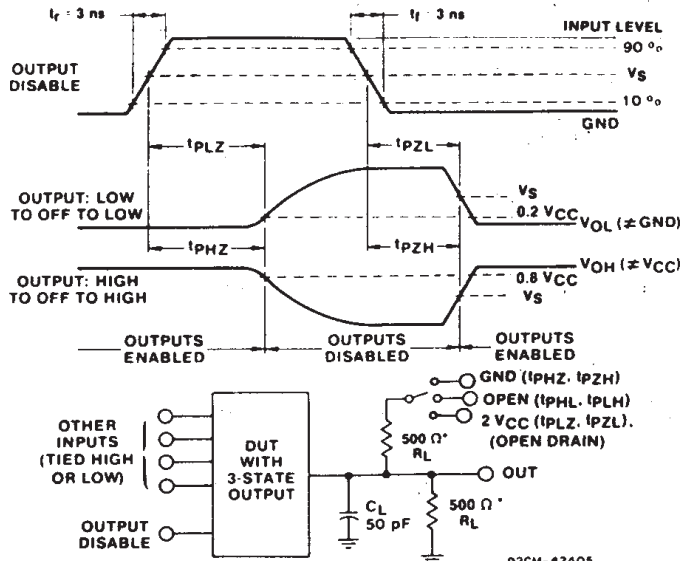 tr = 3 ns
tf = 3 ns
INPUT LEVEL
90 %
OUTPUT
DISABLE
VS
10 %
GND
tPLZ
tPZL
OUTPUT: LOW
TO OFF TO LOW
VS
0.2 VCC
VOL (≠ GND)
tPHZ
tPZH
OUTPUT: HIGH
TO OFF TO HIGH
VOH (≠ VCC)
0.8 VCC
VS
OUTPUTS
ENABLED
OUTPUTS
DISABLED
OUTPUTS
ENABLED
GND (tPHZ, tPZH)
OPEN (tPHL, tPLH)
2 VCC (tPLZ, tPZL),
(OPEN DRAIN)
OTHER
INPUTS
(TIED HIGH
OR LOW)
DUT
WITH
3-STATE
OUTPUT
500 Ω*
RL
OUT
CL
50 pF
500 Ω*
RL
OUTPUT
DISABLE
92CM-42405